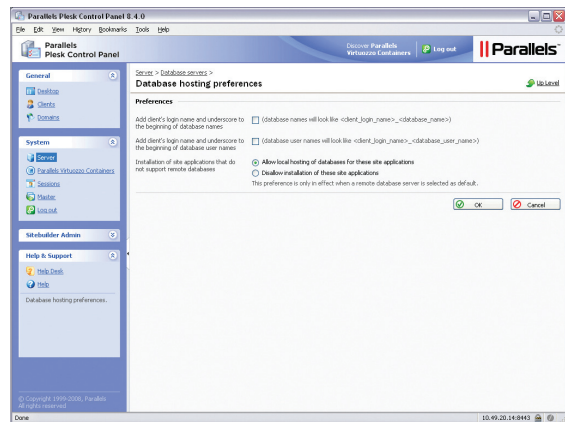 Parallels Plesk Control Panel 8.4.0
File Edit View History Bookmarks Tools Help
Parallels
Plesk Control Panel
Discover Parallels
Virtuozzo Containers
Log out
Parallels™
General
Desktop
Clients
Domains
System
Server
Parallels Virtuozzo Containers
Sessions
Master
Log out
Sitebuilder Admin
Help & Support
Help Desk
Help
Database hosting preferences.
© Copyright 1999-2008, Parallels
All rights reserved
Server > Database servers >
Database hosting preferences
Up Level
Preferences
Add client's login name and underscore to
the beginning of database names
(database names will look like <client_login_name>_<database_name>)
Add client's login name and underscore to
the beginning of database user names
(database user names will look like <client_login_name>_<database_user_name>)
Installation of site applications that do
not support remote databases
Allow local hosting of databases for these site applications
Disallow installation of these site applications
This preference is only in effect when a remote database server is selected as default.
OK
Cancel
Done
10.49.20.14:8443